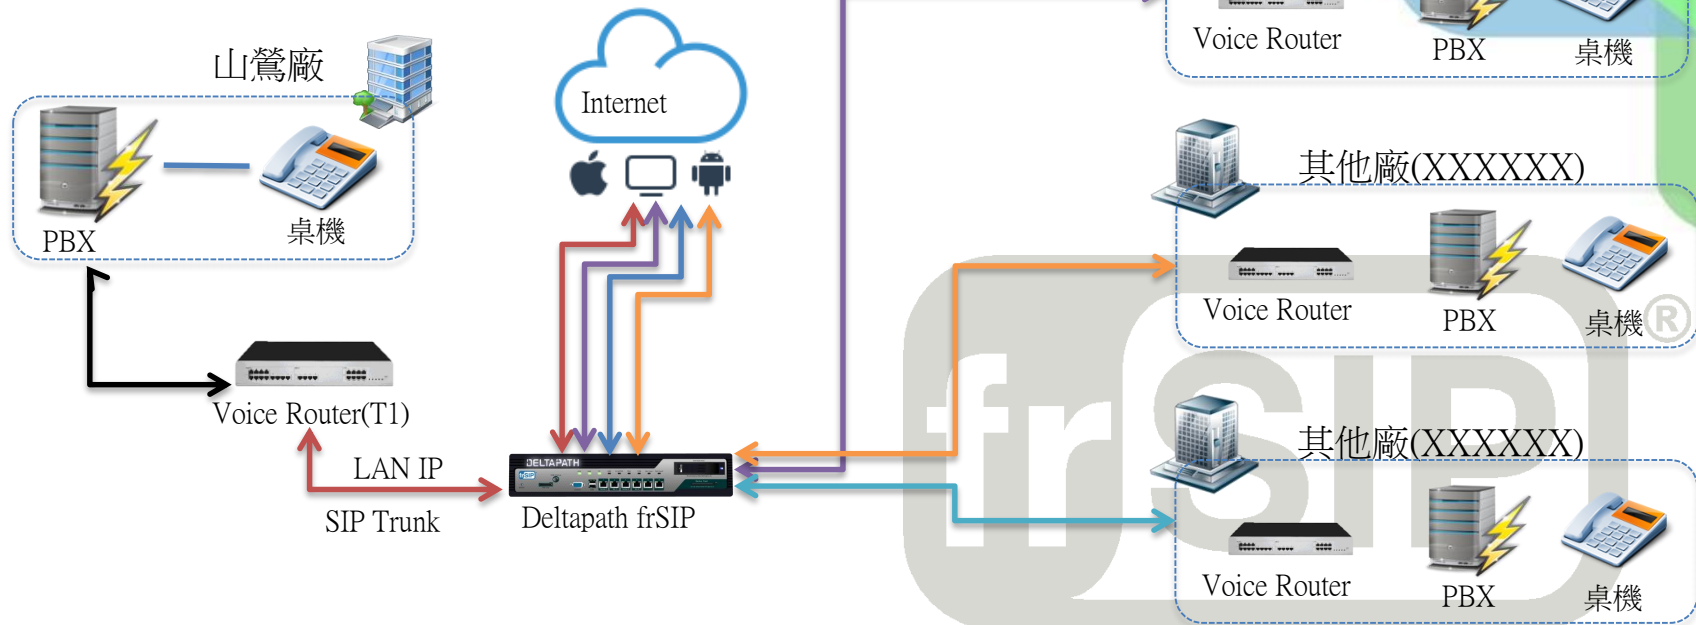 Voice Router
PBX
桌機
山鶯廠
Internet
PBX
桌機
其他廠(XXXXXX)
Voice Router
PBX
桌機
®
frSIP
Voice Router(T1)
LAN IP
SIP Trunk
DELTAPATH
frSIP
Deltapath frSIP
其他廠(XXXXXX)
Voice Router
PBX
桌機